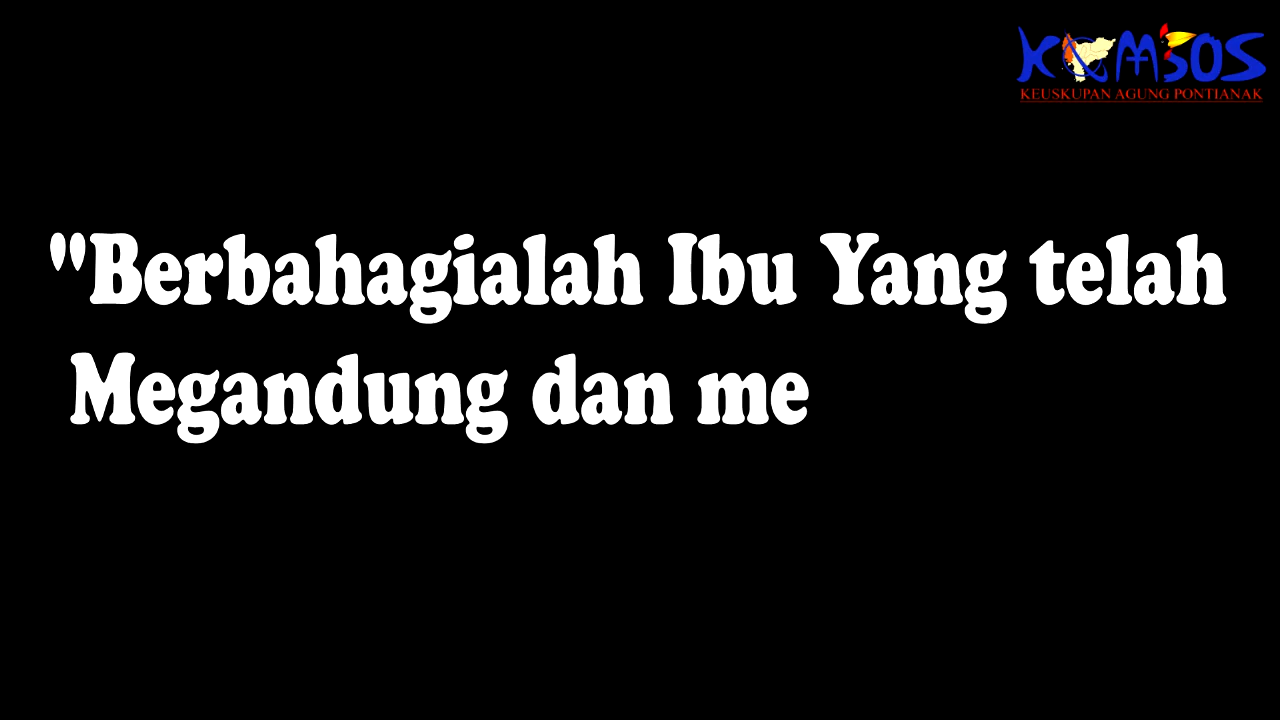 KOMSOS
KEUSKUPAN AGUNG PONTIANAK
"Berbahagialah Ibu Yang telah
Megandung dan me